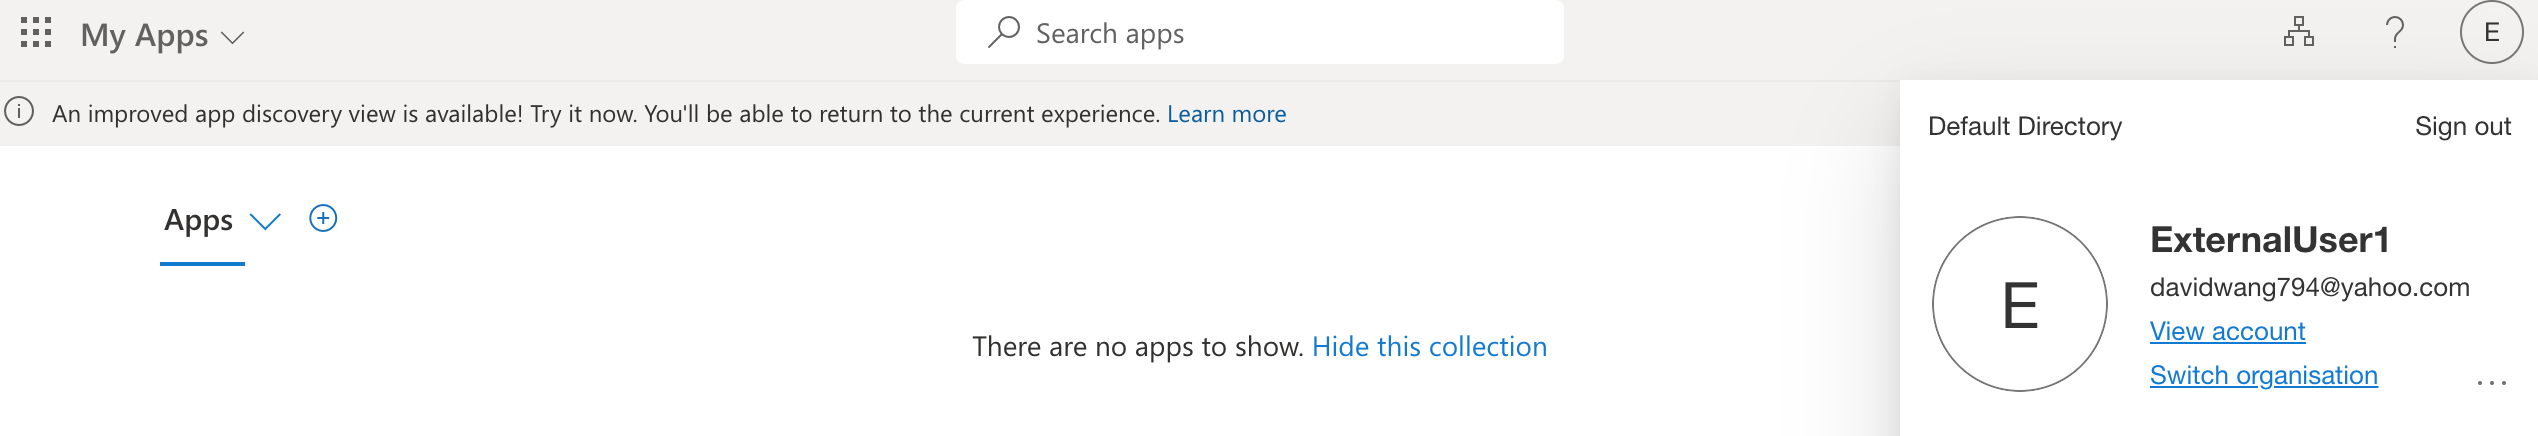 My Apps
Search apps
?
E
i An improved app discovery view is available! Try it now. You'll be able to return to the current experience. Learn more
Default Directory
Sign out
Apps
ExternalUser1
E
davidwang794@yahoo.com
View account
There are no apps to show. Hide this collection
Switch organisation
...